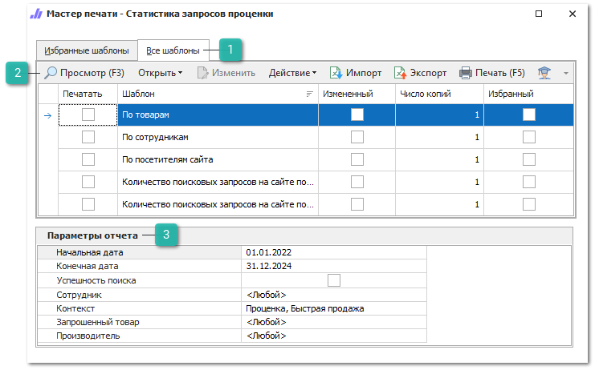 Мастер печати - Статистика запросов проценки
Избранные шаблоны Все шаблоны 1
2 Просмотр (F3) Открыть Изменить Действие Импорт Экспорт Печать (F5)
Печатать Шаблон Измененный Число копий Избранный
По товарам 1
По сотрудникам 1
По посетителям сайта 1
Количество поисковых запросов на сайте по... 1
Количество поисковых запросов на сайте по... 1
Параметры отчета 3
Начальная дата 01.01.2022
Конечная дата 31.12.2024
Успешность поиска
Сотрудник <Любой>
Контекст Проценка, Быстрая продажа
Запрошенный товар <Любой>
Производитель <Любой>